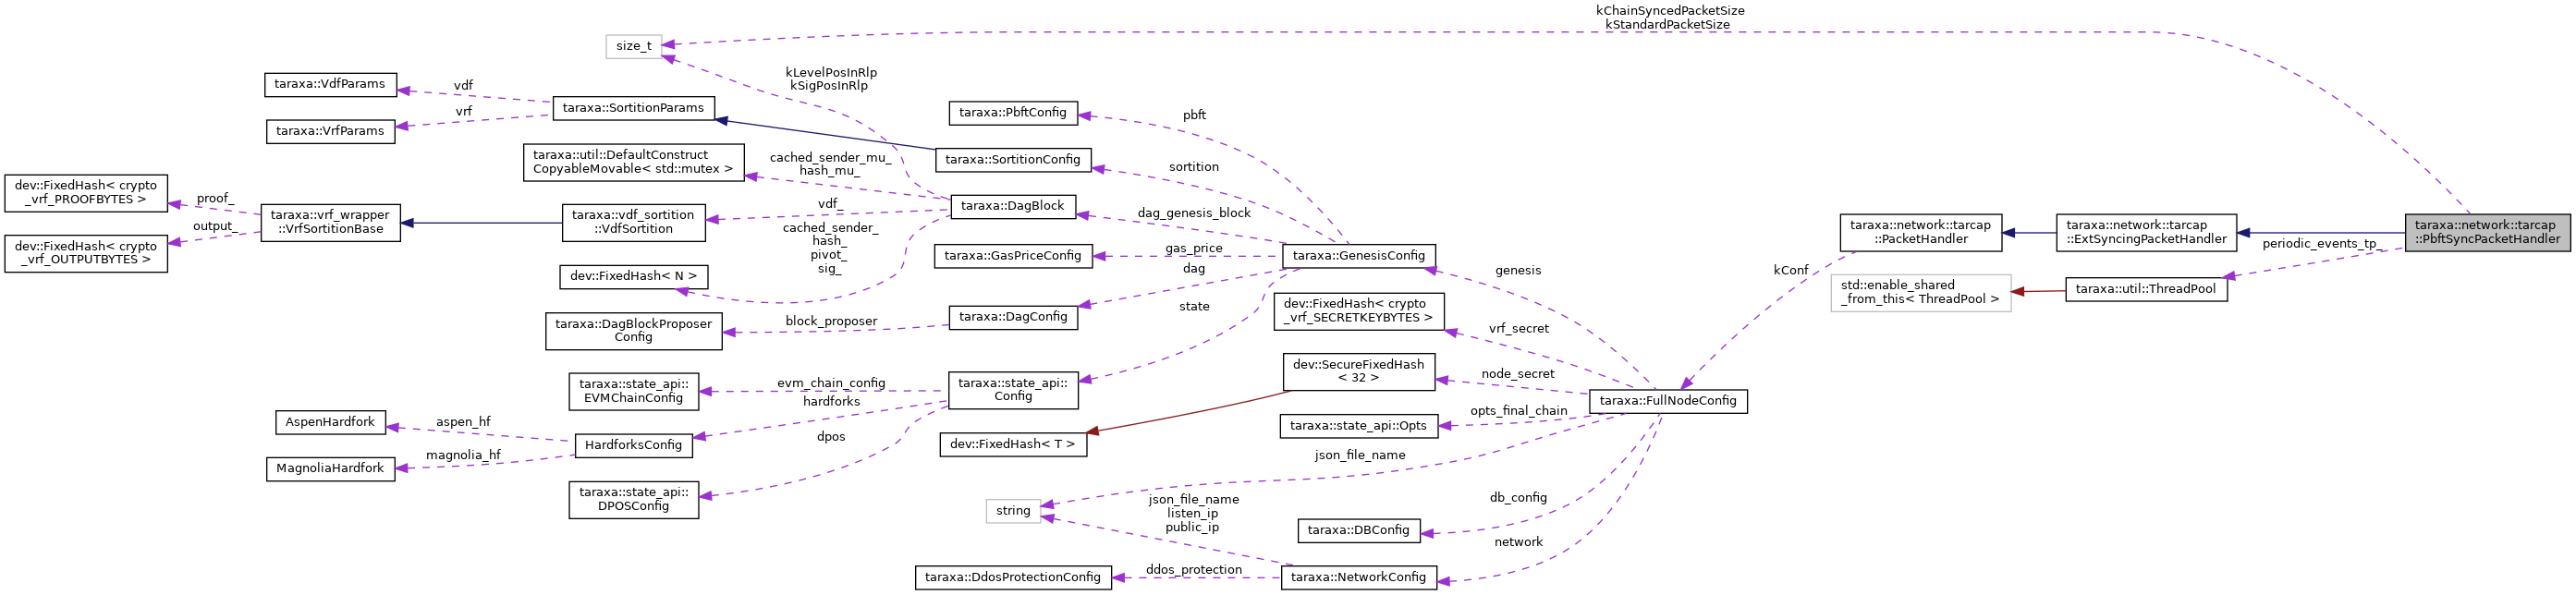 kChainSyncedPacketSize
kStandardPacketSize
size_t
kLevelPosInRlp
kSigPosInRlp
taraxa::VdfParams
vdf
taraxa::SortitionParams
vrf
taraxa::VrfParams
taraxa::PbftConfig
pbft
taraxa::util::DefaultConstruct
CopyableMovable< std::mutex >
cached_sender_mu_
hash_mu_
taraxa::SortitionConfig
sortition
dev::FixedHash< crypto
_vrf_PROOFBYTES >
proof_
taraxa::vrf_wrapper
::VrfSortitionBase
taraxa::vdf_sortition
::VdfSortition
vdf_
taraxa::DagBlock
dag_genesis_block
output_
dev::FixedHash< crypto
_vrf_OUTPUTBYTES >
cached_sender_
hash_
pivot_
sig_
dev::FixedHash< N >
taraxa::GasPriceConfig
gas_price
taraxa::GenesisConfig
dag
state
genesis
taraxa::network::tarcap
::PacketHandler
taraxa::network::tarcap
::ExtSyncingPacketHandler
taraxa::network::tarcap
::PbftSyncPacketHandler
periodic_events_tp_
kConf
std::enable_shared
_from_this< ThreadPool >
taraxa::util::ThreadPool
taraxa::DagBlockProposer
Config
block_proposer
taraxa::DagConfig
dev::FixedHash< crypto
_vrf_SECRETKEYBYTES >
vrf_secret
dev::SecureFixedHash
< 32 >
node_secret
taraxa::FullNodeConfig
taraxa::state_api::
EVMChainConfig
evm_chain_config
hardforks
taraxa::state_api::
Config
AspenHardfork
aspen_hf
HardforksConfig
dpos
dev::FixedHash< T >
taraxa::state_api::Opts
opts_final_chain
MagnoliaHardfork
magnolia_hf
json_file_name
taraxa::state_api::
DPOSConfig
string
json_file_name
listen_ip
public_ip
taraxa::DBConfig
db_config
network
taraxa::DdosProtectionConfig
ddos_protection
taraxa::NetworkConfig